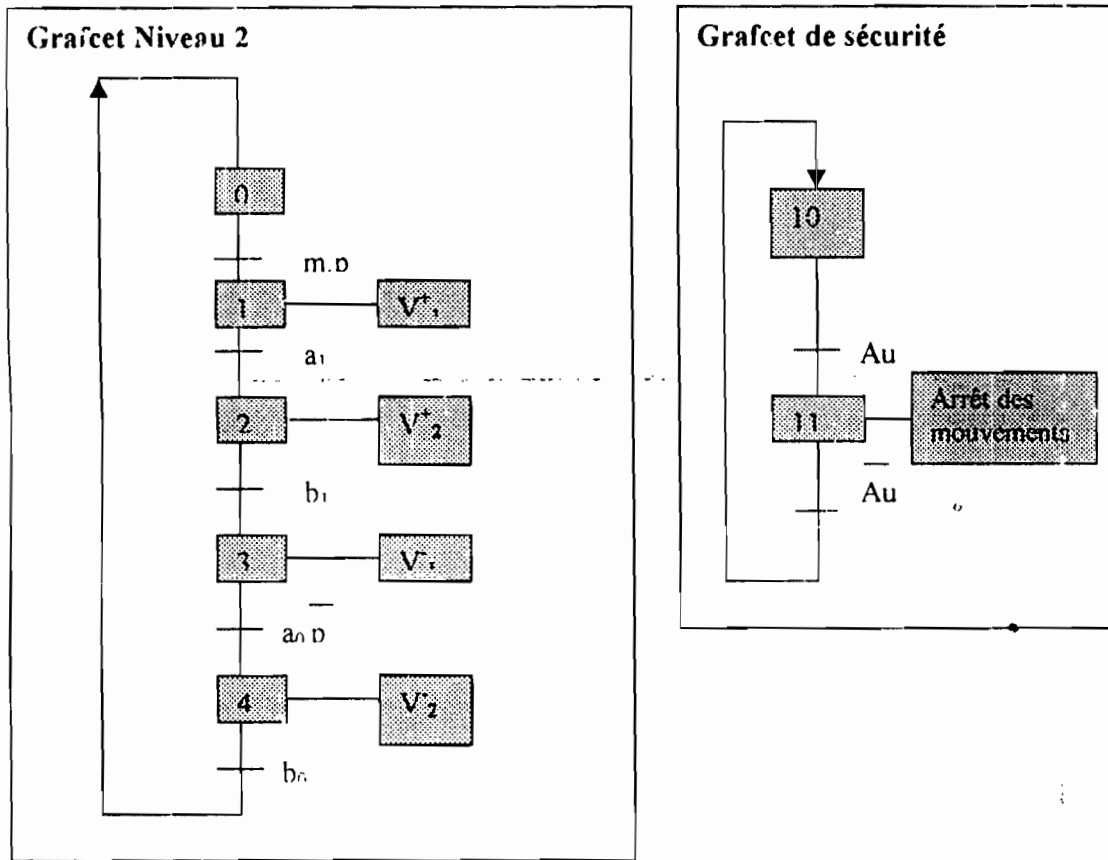 Grafcet Niveau 2
0
m.p
1
V⁺₁
a₁
2
V⁺₂
b₁
3
V⁻₁
a₀ p̅
4
V⁻₂
b₀
Grafcet de sécurité
10
Au
11
Arrêt des
mouvements
A̅u̅